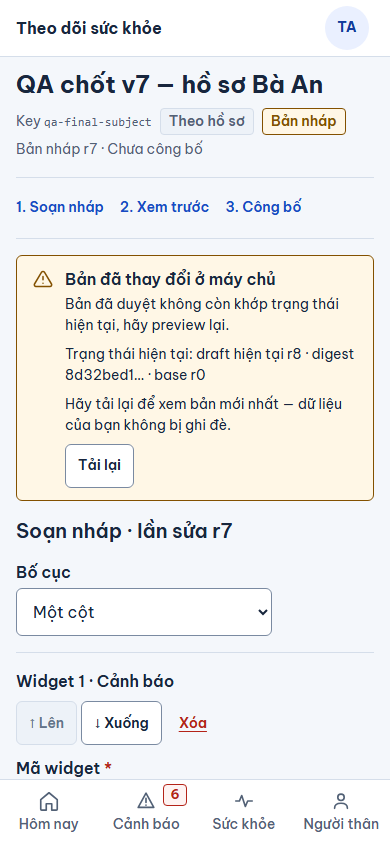 Theo dõi sức khỏe
TA
QA chốt v7 — hồ sơ Bà An
Key qa-final-subject Theo hồ sơ Bản nháp
Bản nháp r7 · Chưa công bố
1. Soạn nháp 2. Xem trước 3. Công bố
Bản đã thay đổi ở máy chủ
Bản đã duyệt không còn khớp trạng thái
hiện tại, hãy preview lại.
Trạng thái hiện tại: draft hiện tại r8 · digest
8d32bed1… · base r0
Hãy tải lại để xem bản mới nhất — dữ liệu
của bạn không bị ghi đè.
Tải lại
Soạn nháp · lần sửa r7
Bố cục
Một cột
Widget 1 · Cảnh báo
↑ Lên ↓ Xuống Xóa
Mã widget *
6
Hôm nay Cảnh báo Sức khỏe Người thân